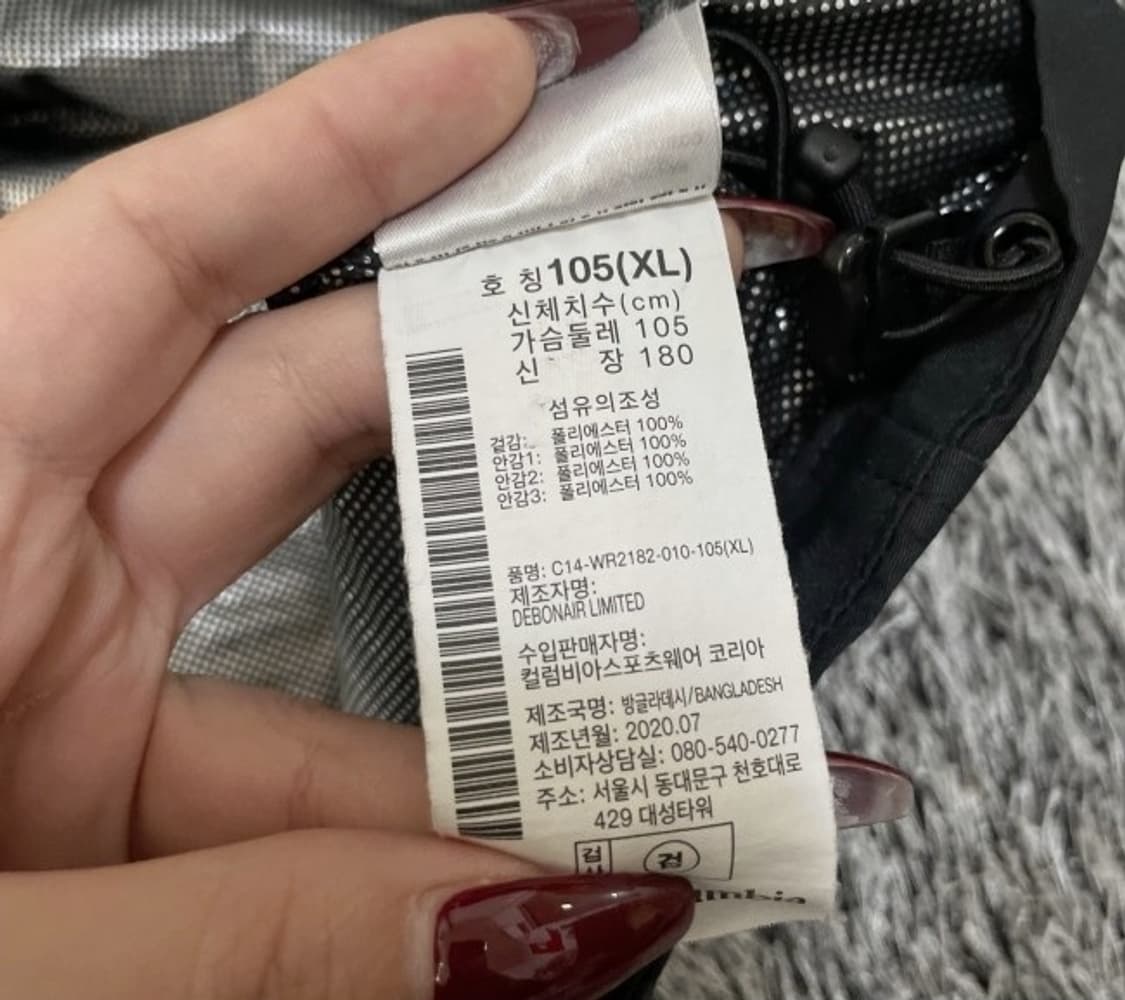 호 칭 105(XL)
신체치수(cm)
가슴둘레 105
신 장 180
섬유의조성
겉감: 폴리에스터 100%
안감1: 폴리에스터 100%
안감2: 폴리에스터 100%
안감3: 폴리에스터 100%
품명: C14-WR2182-010-105(XL)
제조자명:
DEBONAIR LIMITED
수입판매자명:
컬럼비아스포츠웨어 코리아
제조국명: 방글라데시/BANGLADESH
제조년월: 2020.07
소비자상담실: 080-540-0277
주소: 서울시 동대문구 천호대로
429 대성타워
검
검